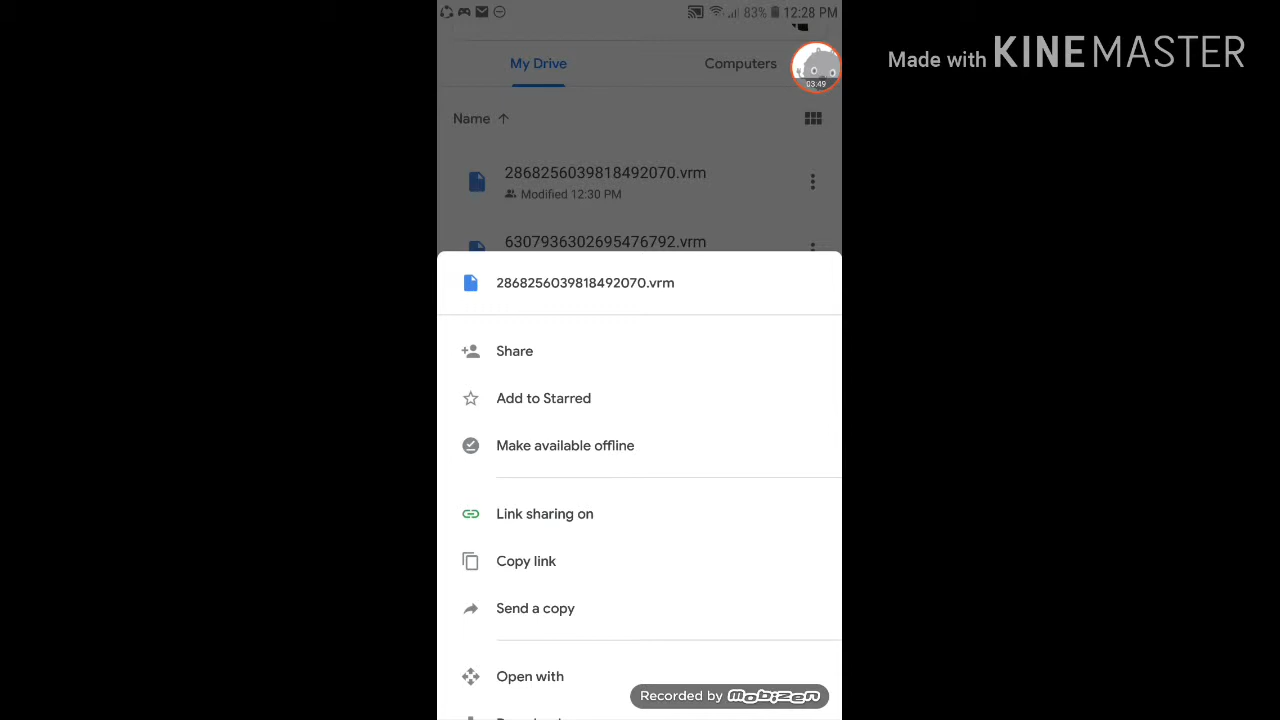 83% 12:28 PM
Made with KINEMASTER
My Drive Computers
03:49
Name
2868256039818492070.vrm
Modified 12:30 PM
6307936302695476792.vrm
2868256039818492070.vrm
Share
Add to Starred
Make available offline
Link sharing on
Copy link
Send a copy
Open with
Recorded by mobizen